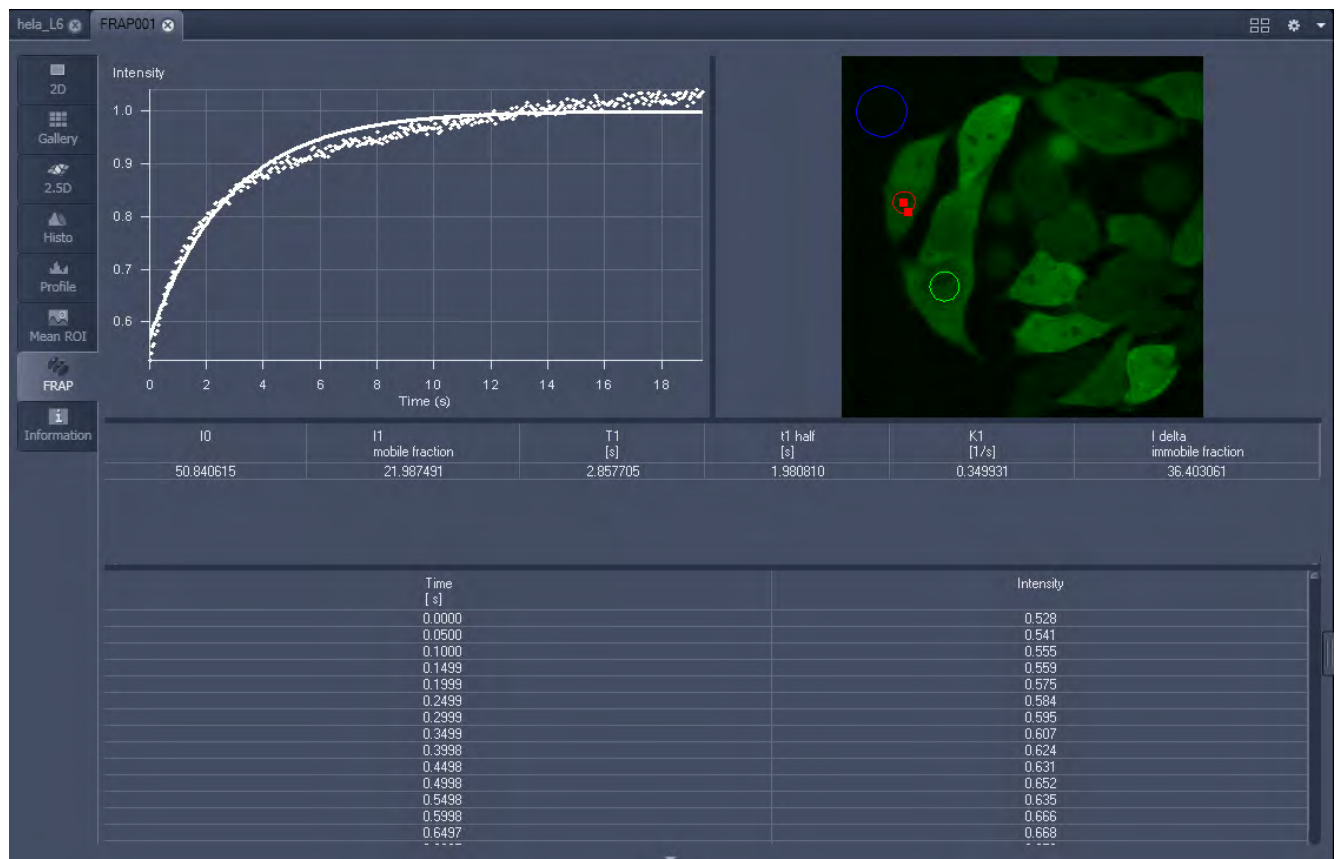 hela_L6
FRAP001
2D
Gallery
2.5D
Histo
Profile
Mean ROI
FRAP
Information
Intensity
1.0
0.9
0.8
0.7
0.6
0 2 4 6 8 10 12 14 16 18
Time (s)
I0 I1 T1 t1 half K1 I delta
mobile fraction [s] [s] [1/s] immobile fraction
50.840615 21.987491 2.857705 1.980810 0.349931 36.403061
Time Intensity
[ s]
0.0000 0.528
0.0500 0.541
0.1000 0.555
0.1499 0.559
0.1999 0.575
0.2499 0.584
0.2999 0.595
0.3499 0.607
0.3998 0.624
0.4498 0.631
0.4998 0.652
0.5498 0.635
0.5998 0.666
0.6497 0.668